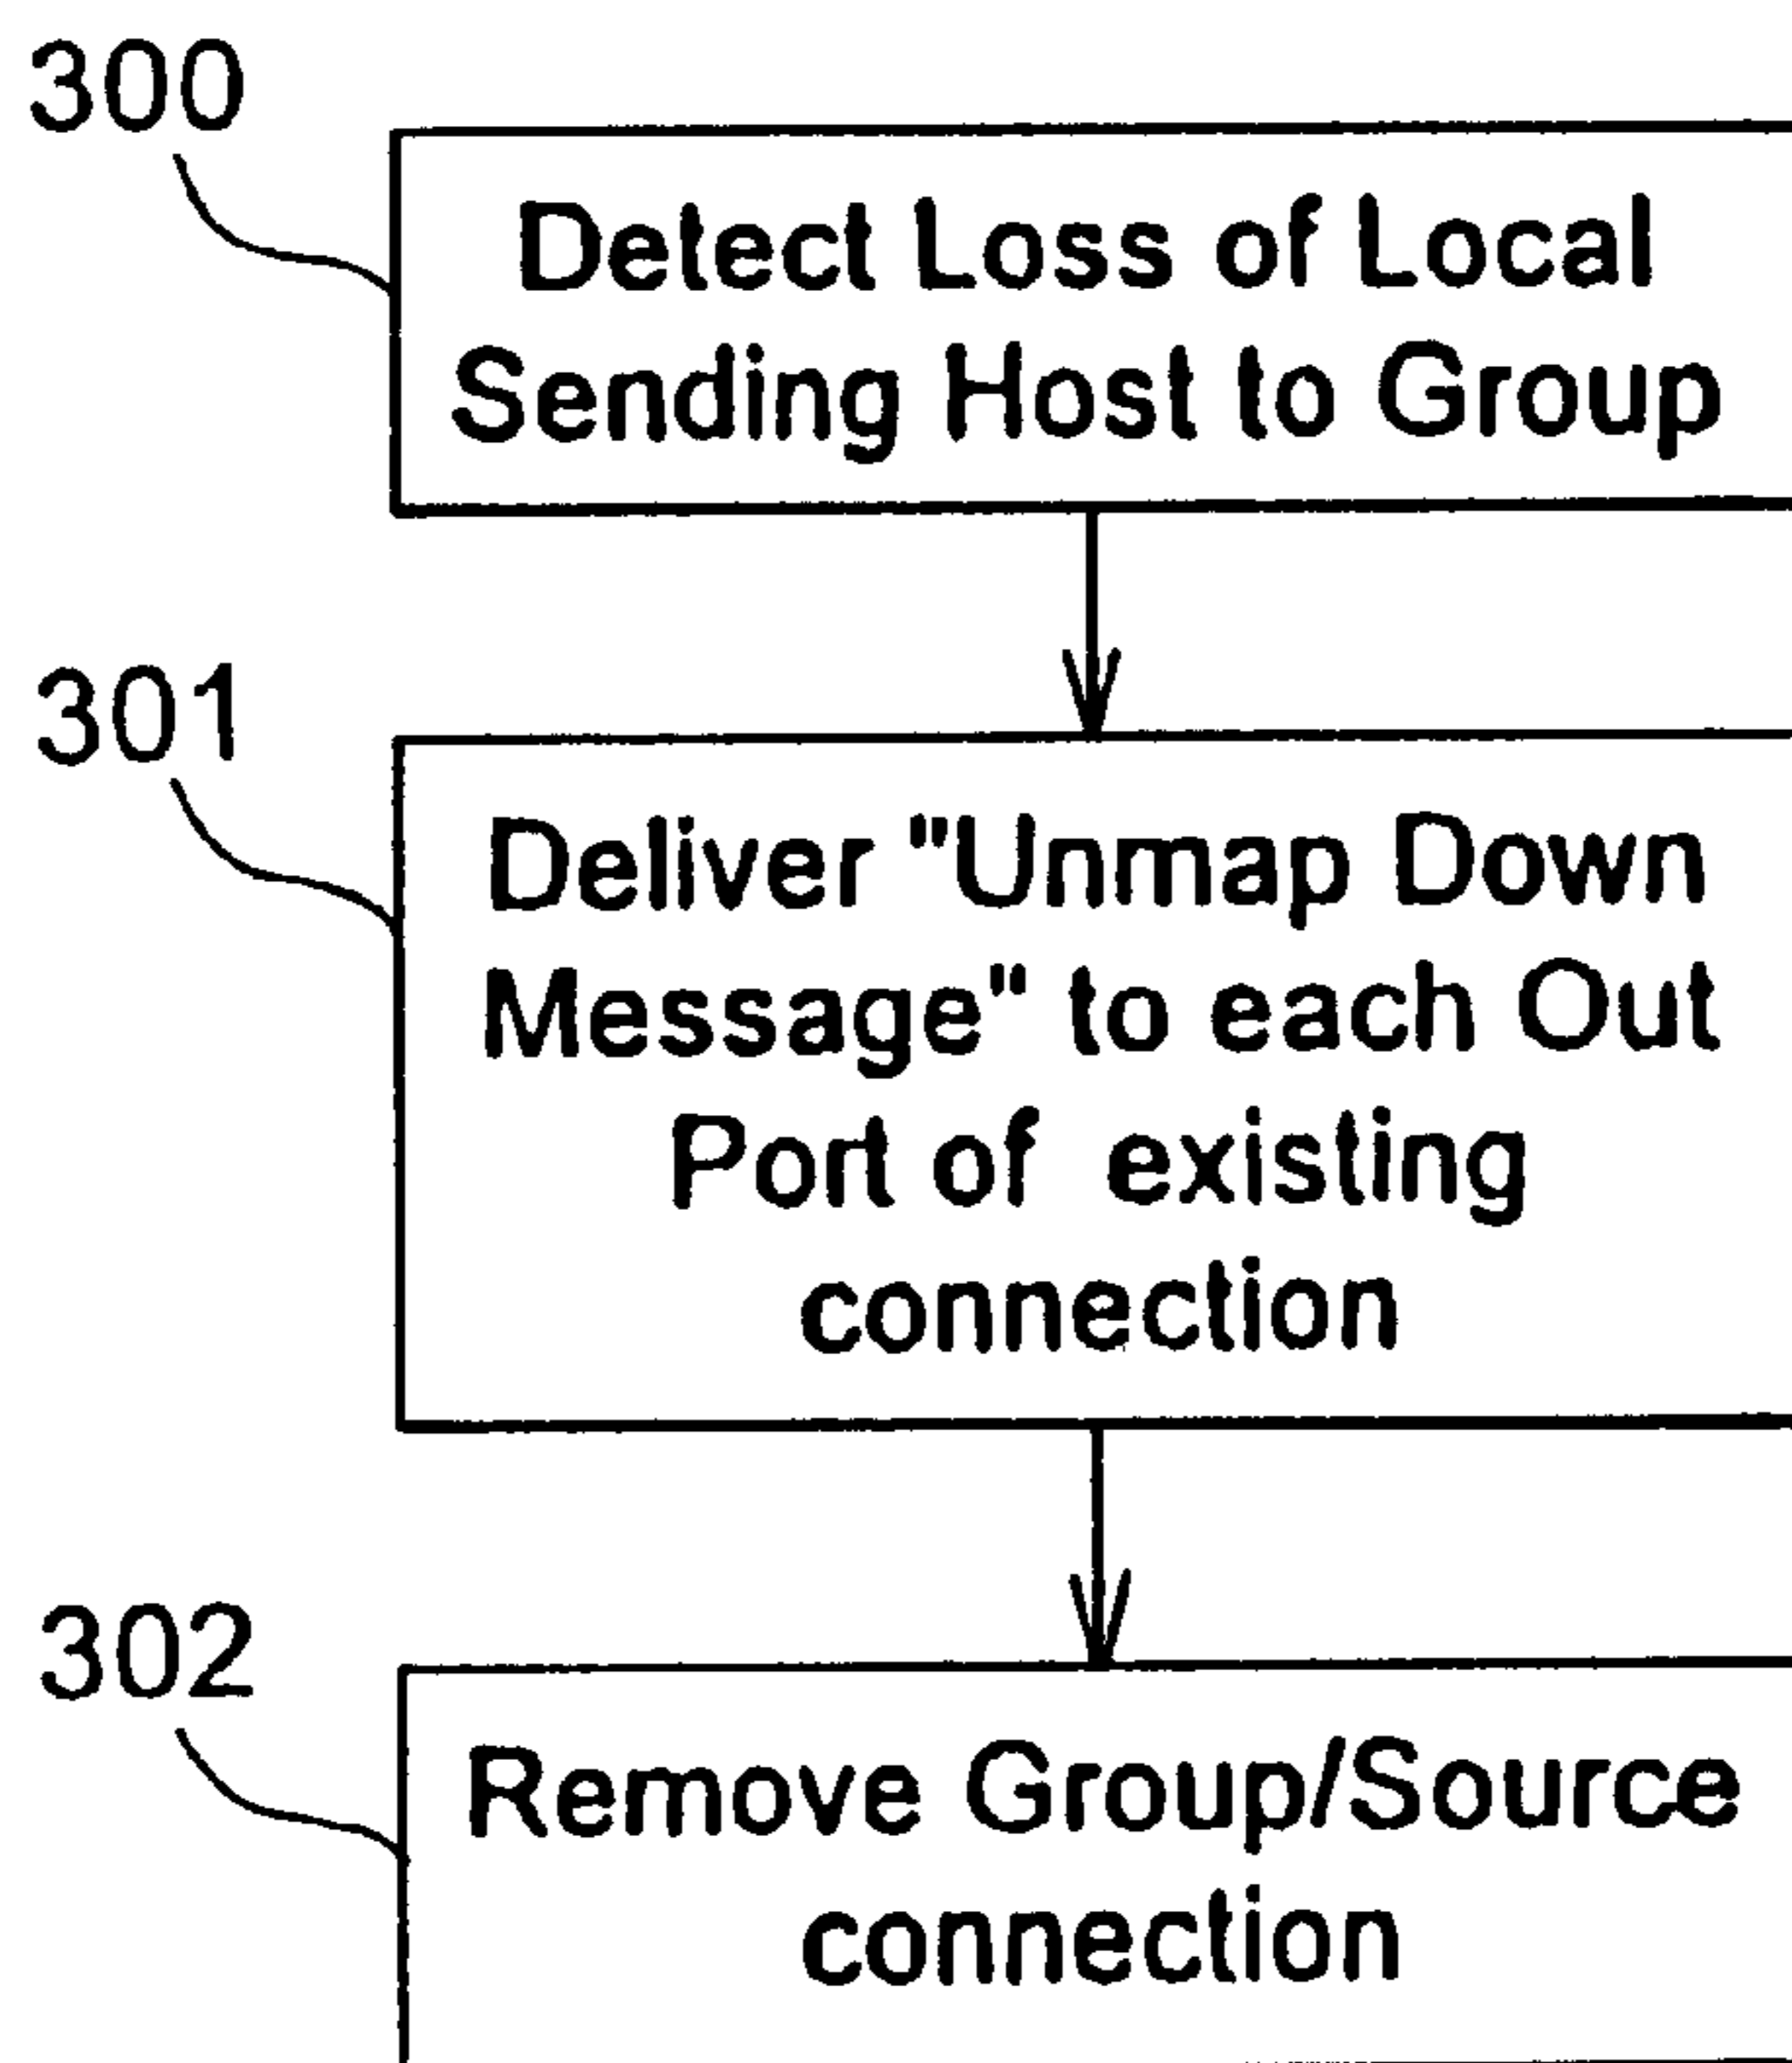 300
Detect Loss of Local
Sending Host to Group
301
Deliver "Unmap Down
Message" to each Out
Port of existing
connection
302
Remove Group/Source
connection